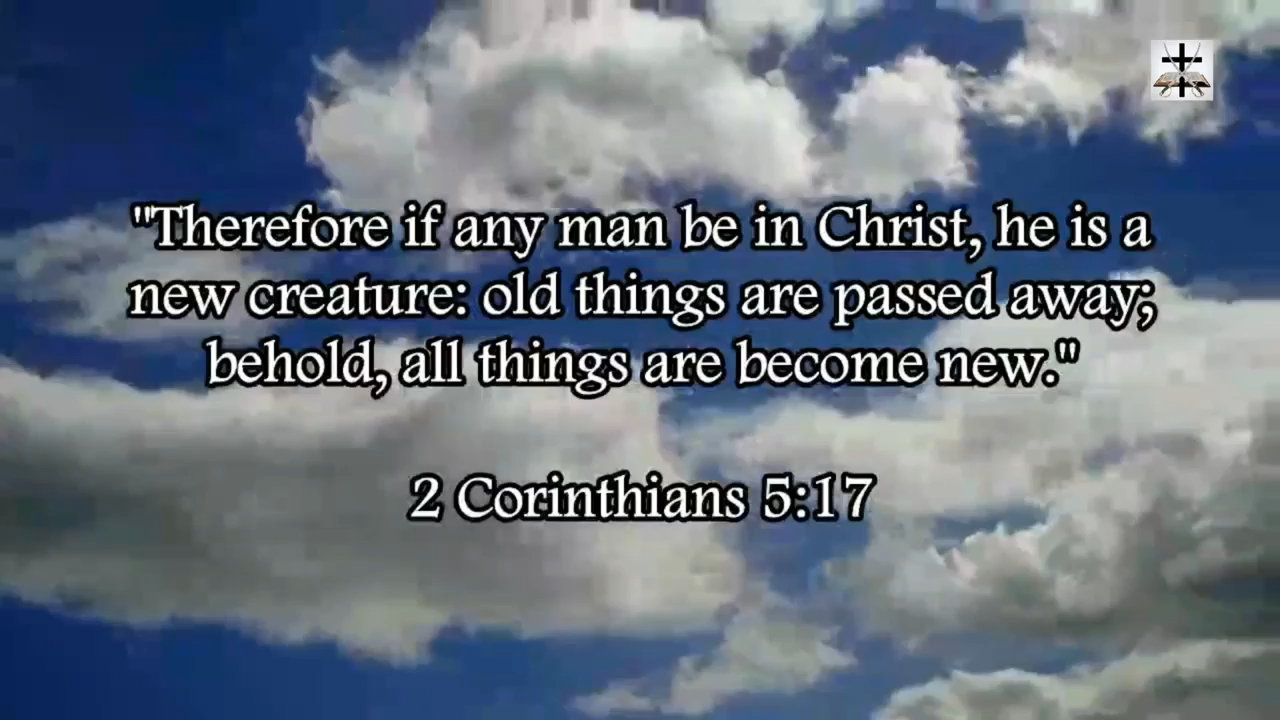 "Therefore if any man be in Christ, he is a
new creature: old things are passed away;
behold, all things are become new."
2 Corinthians 5:17